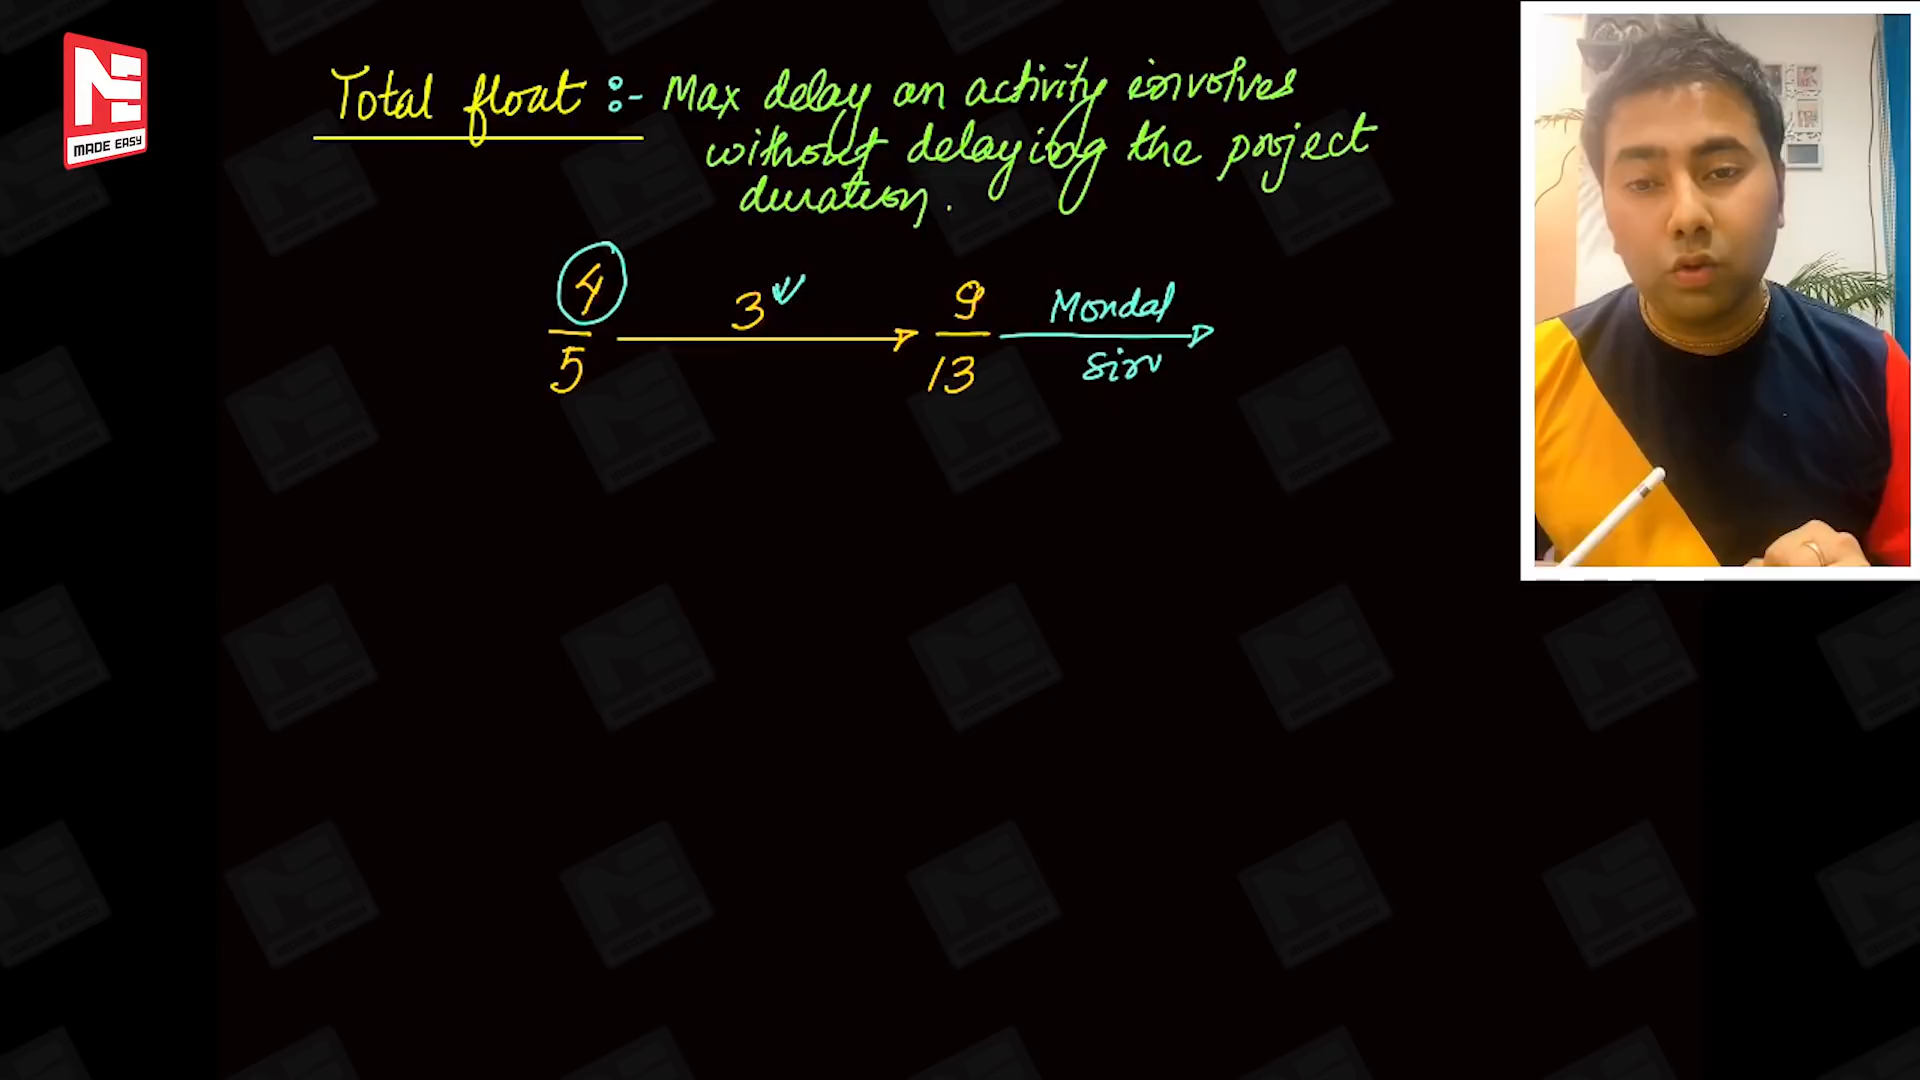 ME
MADE EASY
Total float :- Max delay an activity involves
without delaying the project
duration.
4 3 9 Mondal
5 13 Sir